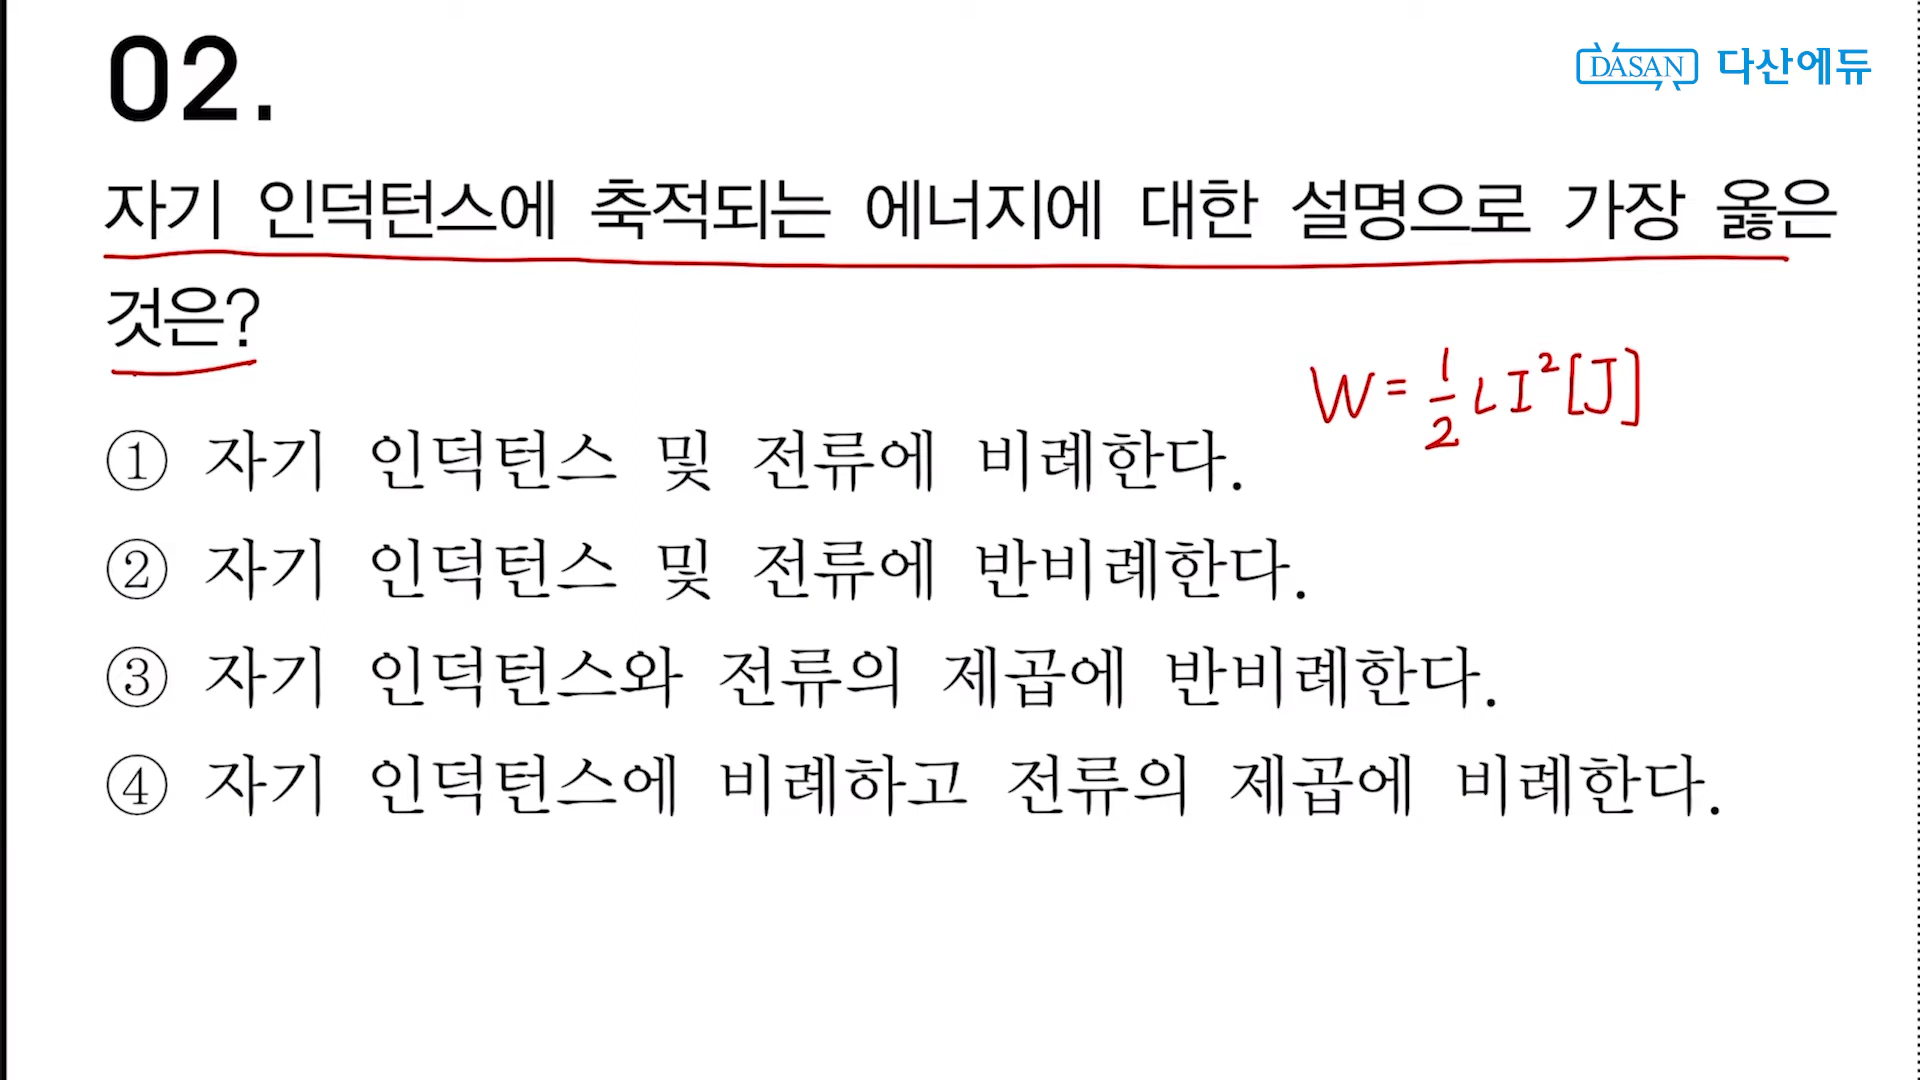 02.
DASAN 다산에듀
자기 인덕턴스에 축적되는 에너지에 대한 설명으로 가장 옳은
것은?
W = 1/2 L I² [J]
① 자기 인덕턴스 및 전류에 비례한다.
② 자기 인덕턴스 및 전류에 반비례한다.
③ 자기 인덕턴스와 전류의 제곱에 반비례한다.
④ 자기 인덕턴스에 비례하고 전류의 제곱에 비례한다.